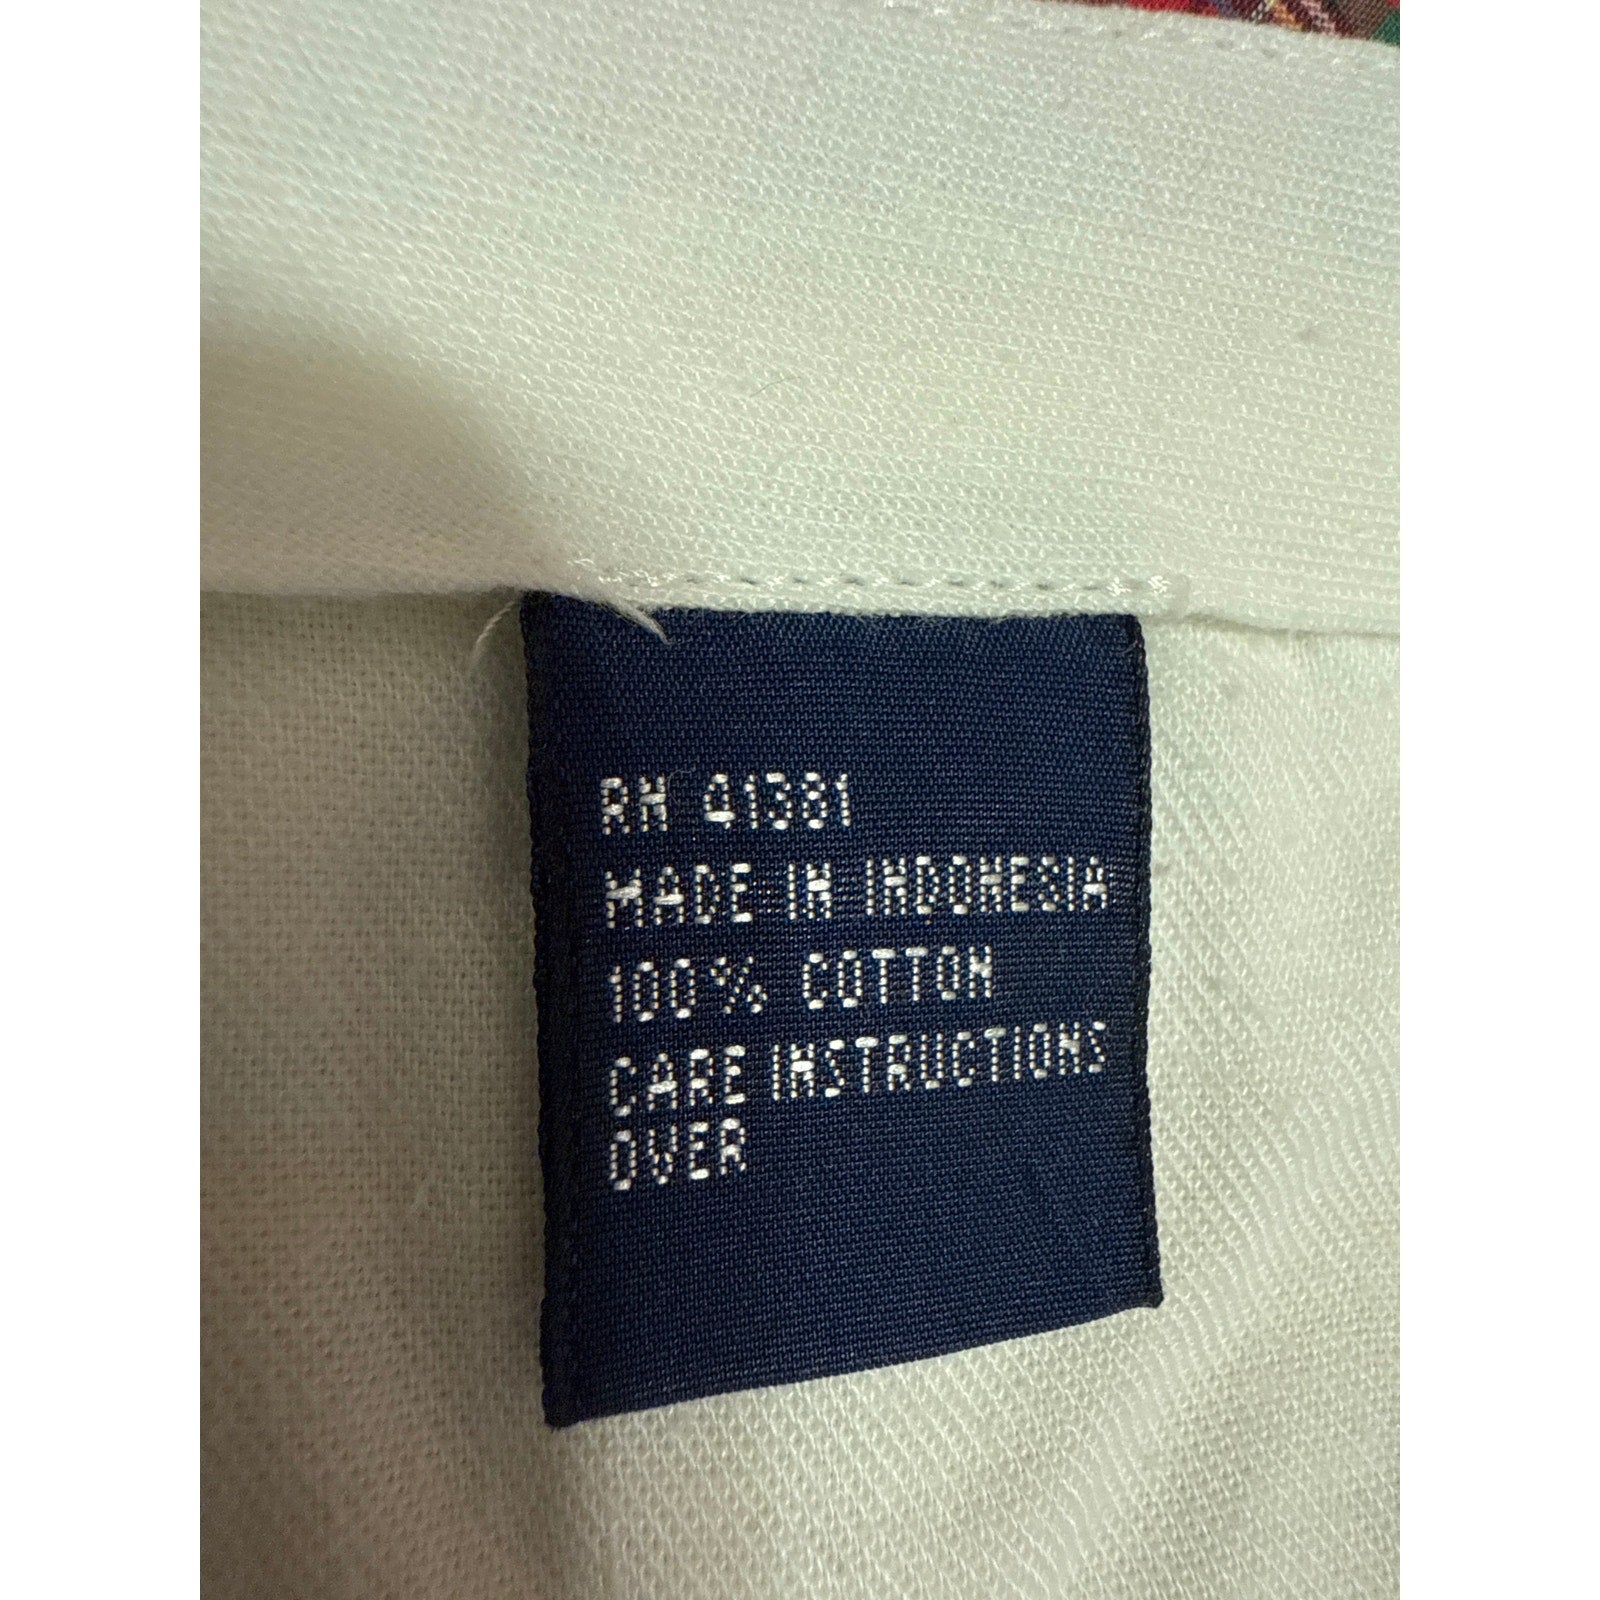 RN 41381
MADE IN INDONESIA
100% COTTON
CARE INSTRUCTIONS
OVER